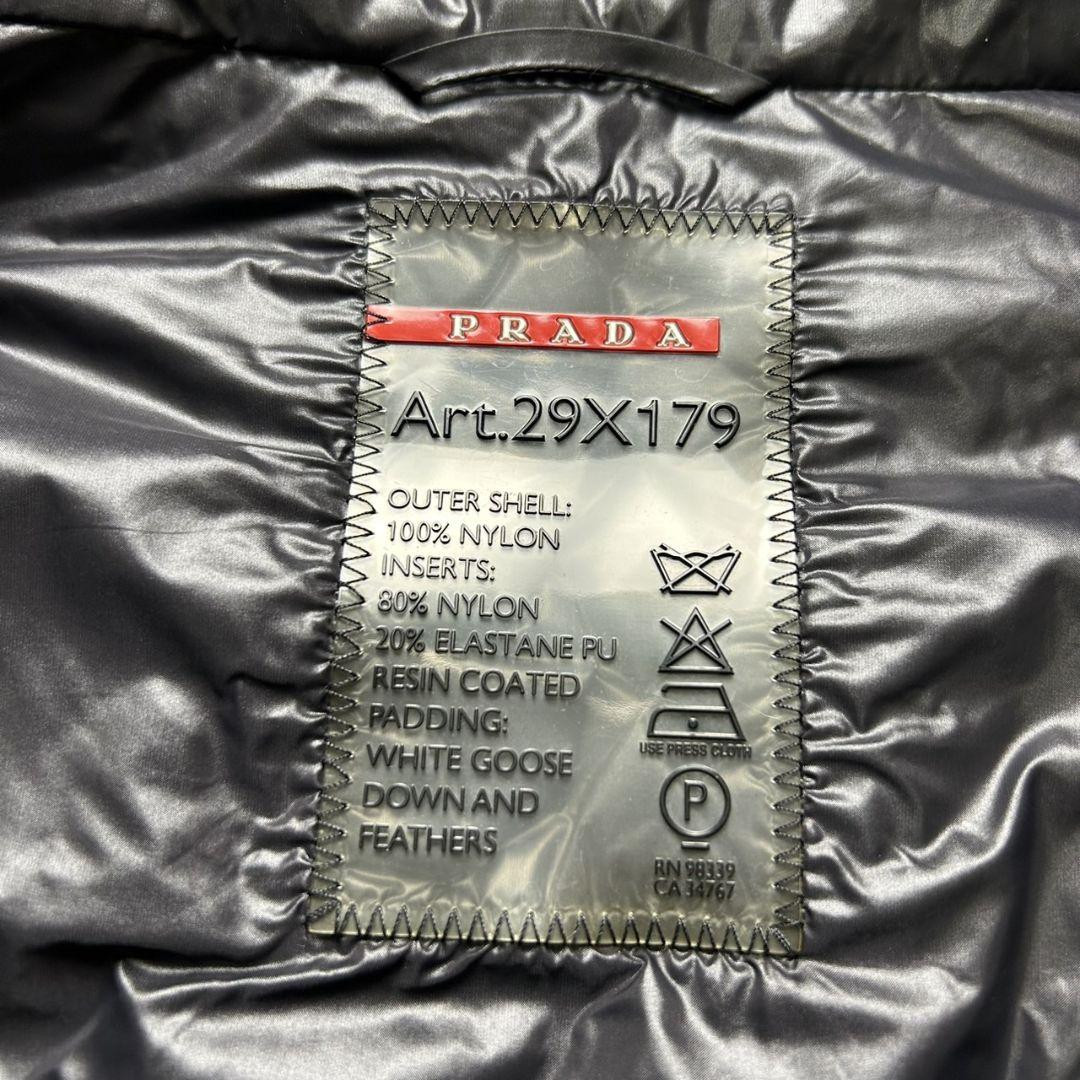 PRADA
Art.29X179
OUTER SHELL:
100% NYLON
INSERTS:
80% NYLON
20% ELASTANE PU
RESIN COATED
PADDING:
WHITE GOOSE
DOWN AND
FEATHERS
USE PRESS CLOTH
P
RN 98339
CA 34767